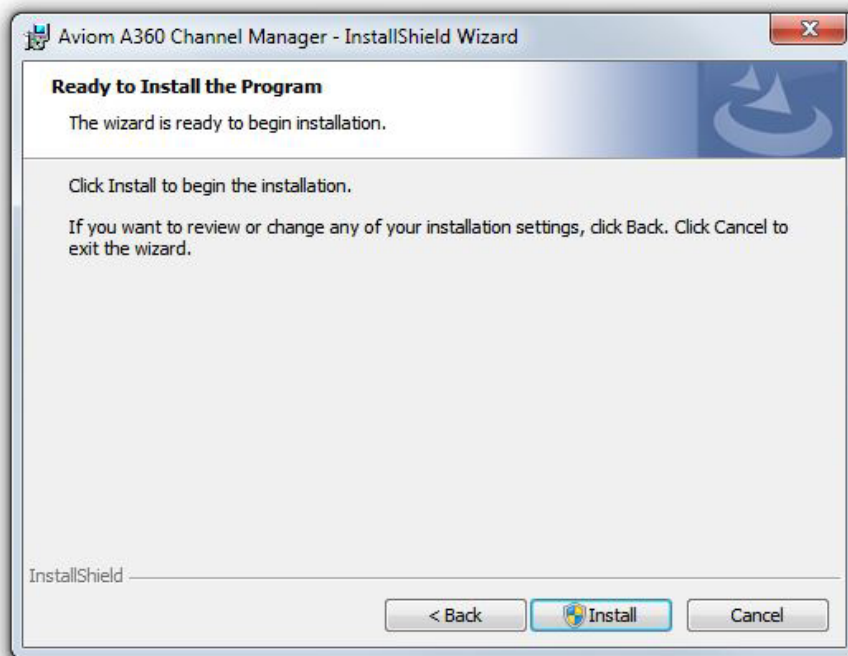 Aviom A360 Channel Manager - InstallShield Wizard
Ready to Install the Program
The wizard is ready to begin installation.
Click Install to begin the installation.
If you want to review or change any of your installation settings, click Back. Click Cancel to
exit the wizard.
InstallShield
< Back
Install
Cancel